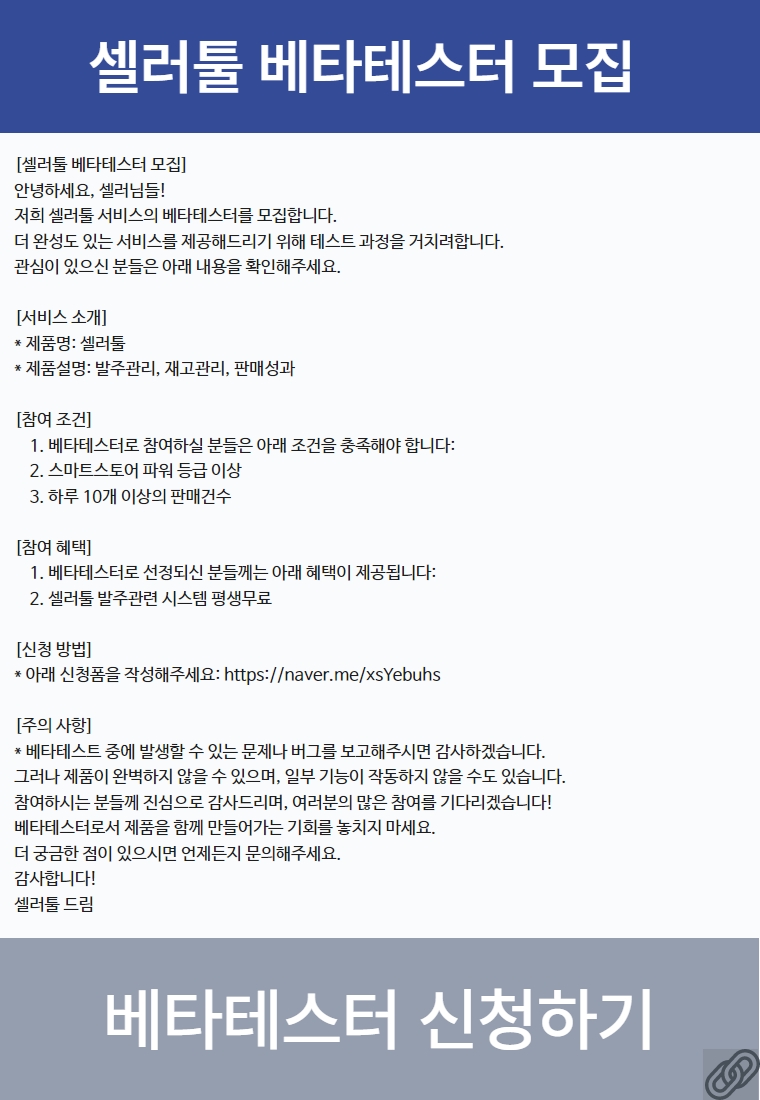 셀러툴 베타테스터 모집
[셀러툴 베타테스터 모집]
안녕하세요, 셀러님들!
저희 셀러툴 서비스의 베타테스터를 모집합니다.
더 완성도 있는 서비스를 제공해드리기 위해 테스트 과정을 거치려합니다.
관심이 있으신 분들은 아래 내용을 확인해주세요.
[서비스 소개]
* 제품명: 셀러툴
* 제품설명: 발주관리, 재고관리, 판매성과
[참여 조건]
1. 베타테스터로 참여하실 분들은 아래 조건을 충족해야 합니다:
2. 스마트스토어 파워 등급 이상
3. 하루 10개 이상의 판매건수
[참여 혜택]
1. 베타테스터로 선정되신 분들께는 아래 혜택이 제공됩니다:
2. 셀러툴 발주관련 시스템 평생무료
[신청 방법]
* 아래 신청폼을 작성해주세요: https://naver.me/xsYebuhs
[주의 사항]
* 베타테스트 중에 발생할 수 있는 문제나 버그를 보고해주시면 감사하겠습니다.
그러나 제품이 완벽하지 않을 수 있으며, 일부 기능이 작동하지 않을 수도 있습니다.
참여하시는 분들께 진심으로 감사드리며, 여러분의 많은 참여를 기다리겠습니다!
베타테스터로서 제품을 함께 만들어가는 기회를 놓치지 마세요.
더 궁금한 점이 있으시면 언제든지 문의해주세요.
감사합니다!
셀러툴 드림
베타테스터 신청하기